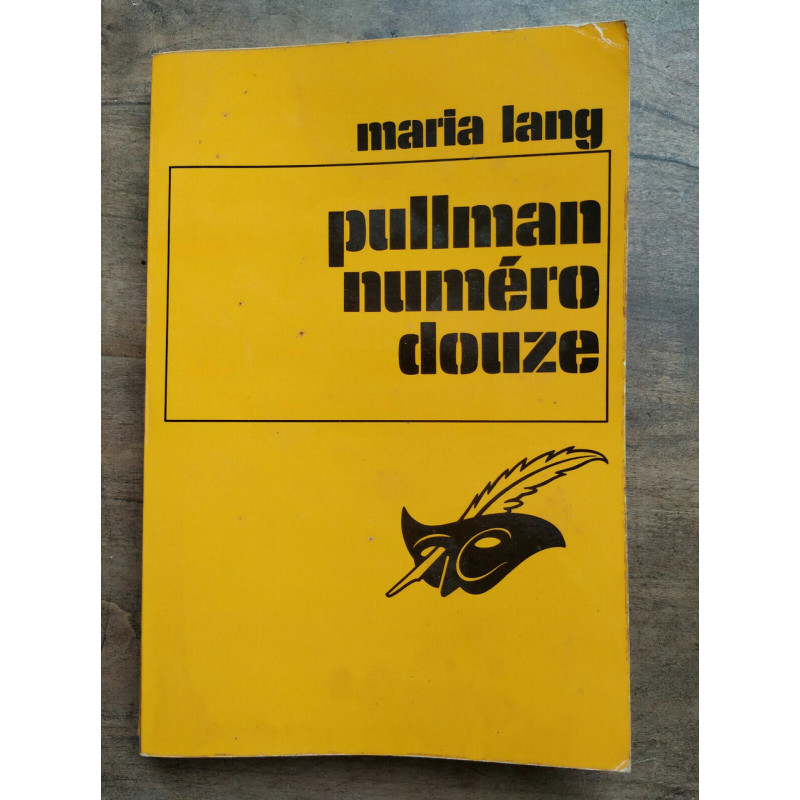 maria lang
pullman
numéro
douze